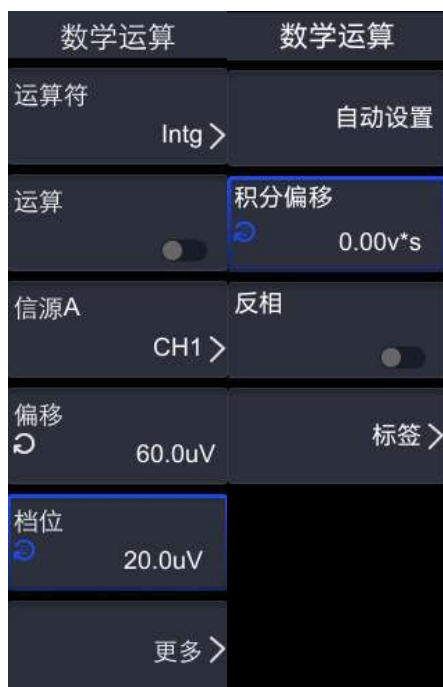 数学运算
运算符
Intg
运算
信源A
CH1
偏移
60.0uV
档位
20.0uV
更多
数学运算
自动设置
积分偏移
0.00v*s
反相
标签